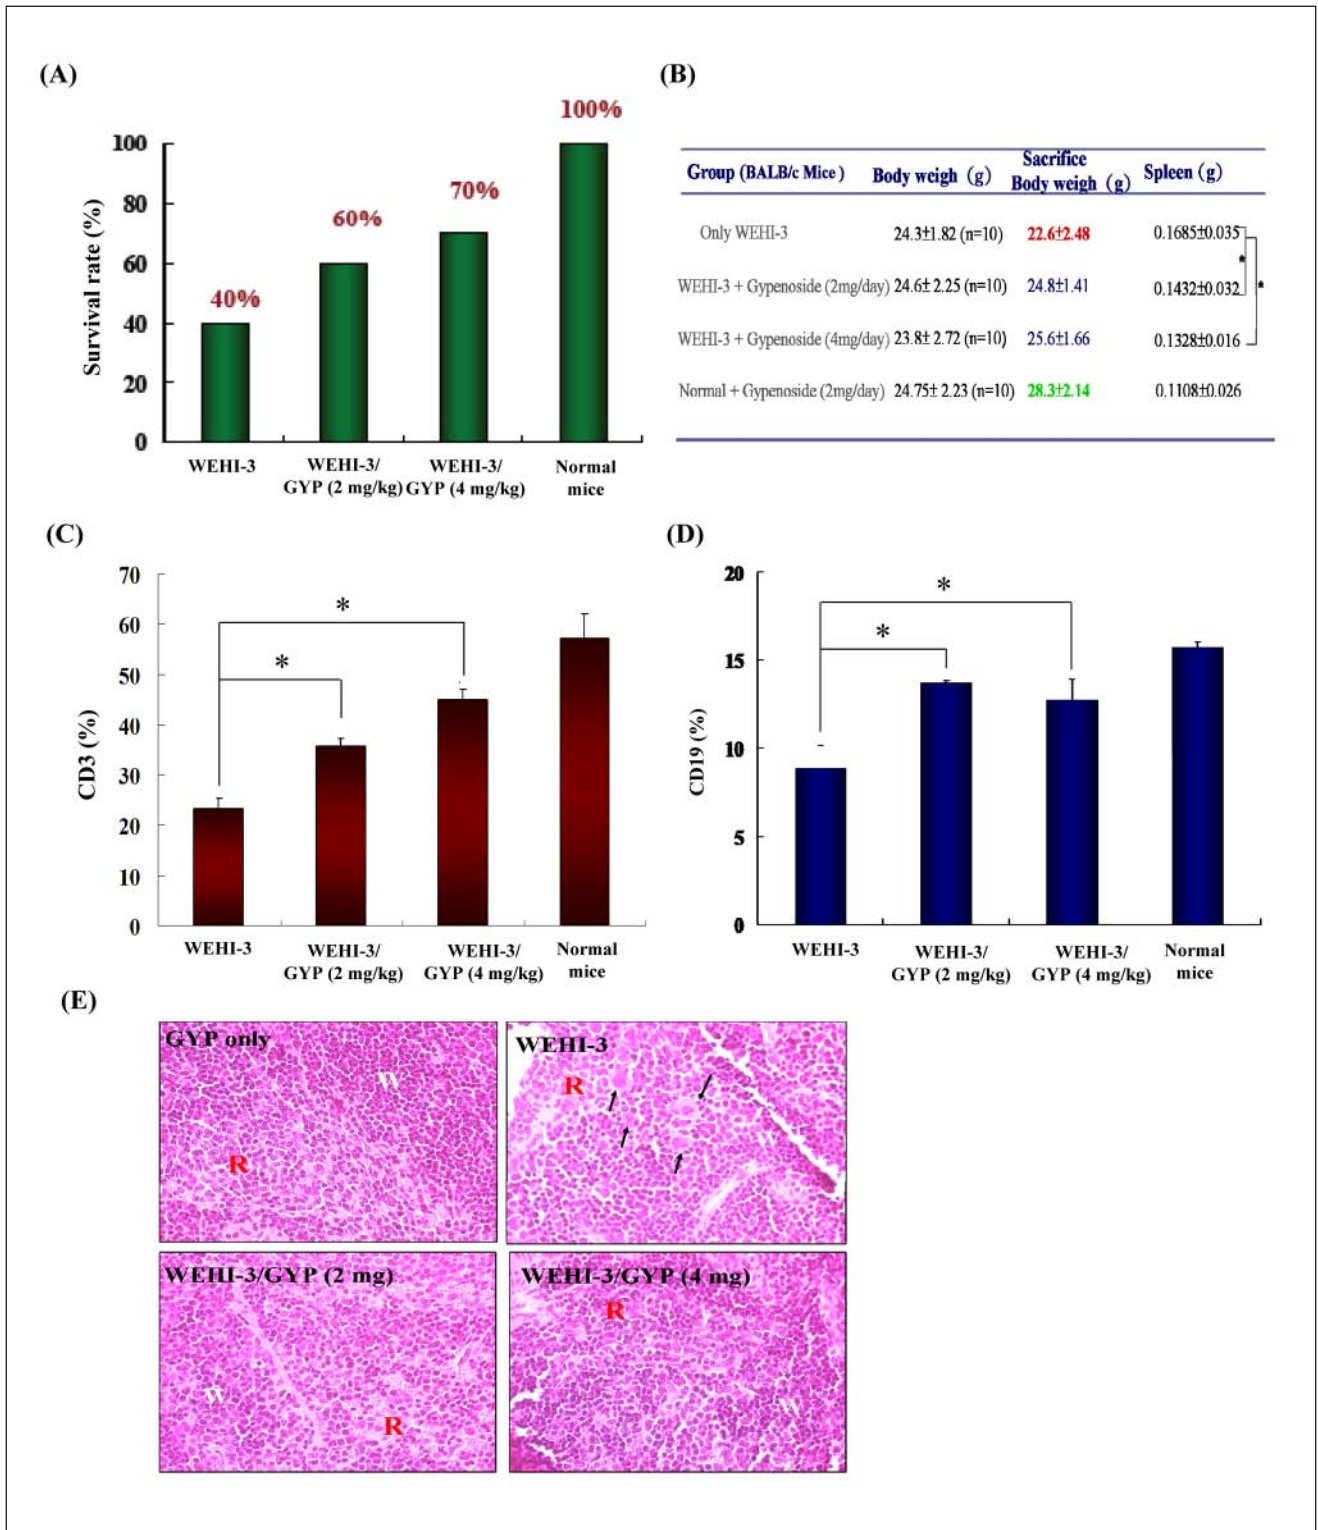 (A)
100%
70%
60%
40%
100
80
60
40
20
0
Survival rate (%)
WEHI-3
WEHI-3/
GYP (2 mg/kg)
WEHI-3/
GYP (4 mg/kg)
Normal
mice
(B)
Group (BALB/c Mice) Body weigh (g) Sacrifice
Body weigh (g) Spleen (g)
Only WEHI-3 24.3±1.82 (n=10) 22.6±2.48 0.1685±0.035
*
WEHI-3 + Gypenoside (2mg/day) 24.6± 2.25 (n=10) 24.8±1.41 0.1432±0.032 *
WEHI-3 + Gypenoside (4mg/day) 23.8± 2.72 (n=10) 25.6±1.66 0.1328±0.016
Normal + Gypenoside (2mg/day) 24.75± 2.23 (n=10) 28.3±2.14 0.1108±0.026
(C)
70
60
50
40
30
20
10
0
CD3 (%)
*
*
WEHI-3
WEHI-3/
GYP (2 mg/kg)
WEHI-3/
GYP (4 mg/kg)
Normal
mice
(D)
20
15
10
5
0
CD19 (%)
*
*
WEHI-3
WEHI-3/
GYP (2 mg/kg)
WEHI-3/
GYP (4 mg/kg)
Normal
mice
(E)
GYP only
W
R
WEHI-3
R
W
WEHI-3/GYP (2 mg)
W
R
WEHI-3/GYP (4 mg)
R
W